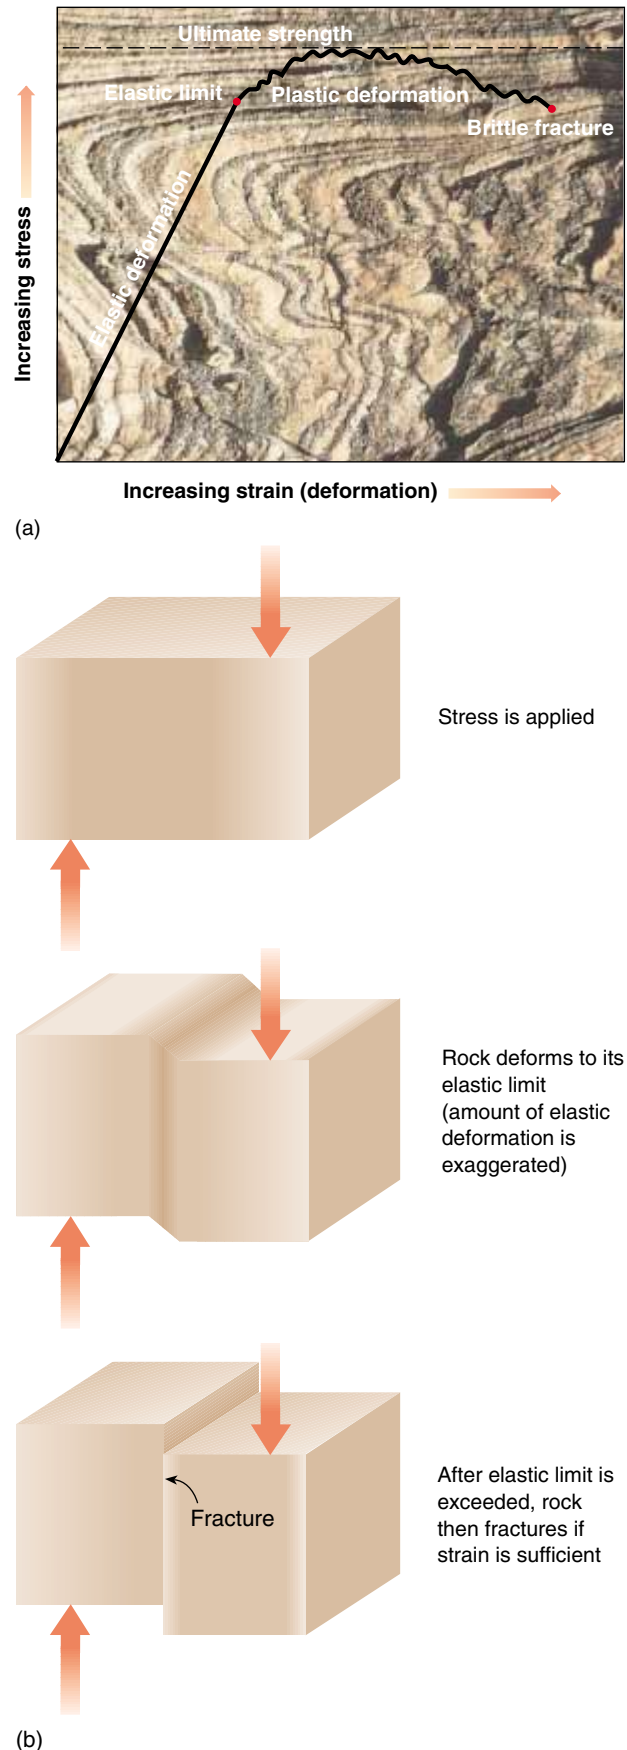 Ultimate strength
Elastic limit
Plastic deformation
Brittle fracture
Elastic deformation
Increasing stress
Increasing strain (deformation)
(a)
Stress is applied
Rock deforms to its
elastic limit
(amount of elastic
deformation is
exaggerated)
Fracture
After elastic limit is
exceeded, rock
then fractures if
strain is sufficient
(b)